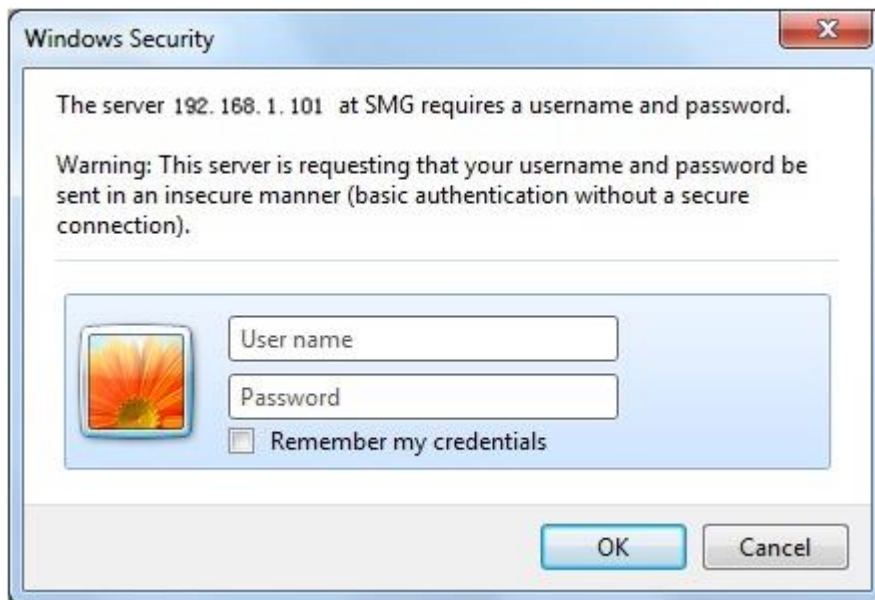 Windows Security
The server 192.168.1.101 at SMG requires a username and password.
Warning: This server is requesting that your username and password be
sent in an insecure manner (basic authentication without a secure
connection).
User name
Password
Remember my credentials
OK
Cancel